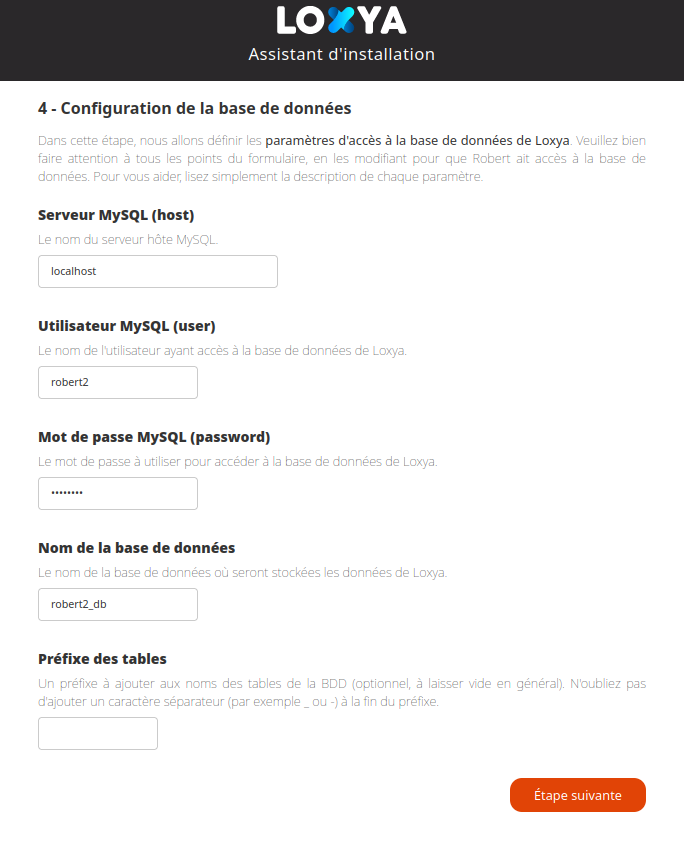 LOXYA
Assistant d'installation
4 - Configuration de la base de données
Dans cette étape, nous allons définir les paramètres d'accès à la base de données de Loxya. Veuillez bien
faire attention à tous les points du formulaire, en les modifiant pour que Robert ait accès à la base de
données. Pour vous aider, lisez simplement la description de chaque paramètre.
Serveur MySQL (host)
Le nom du serveur hôte MySQL.
localhost
Utilisateur MySQL (user)
Le nom de l'utilisateur ayant accès à la base de données de Loxya.
robert2
Mot de passe MySQL (password)
Le mot de passe à utiliser pour accéder à la base de données de Loxya.
••••••••
Nom de la base de données
Le nom de la base de données où seront stockées les données de Loxya.
robert2_db
Préfixe des tables
Un préfixe à ajouter aux noms des tables de la BDD (optionnel, à laisser vide en général). N'oubliez pas
d'ajouter un caractère séparateur (par exemple _ ou -) à la fin du préfixe.
Étape suivante